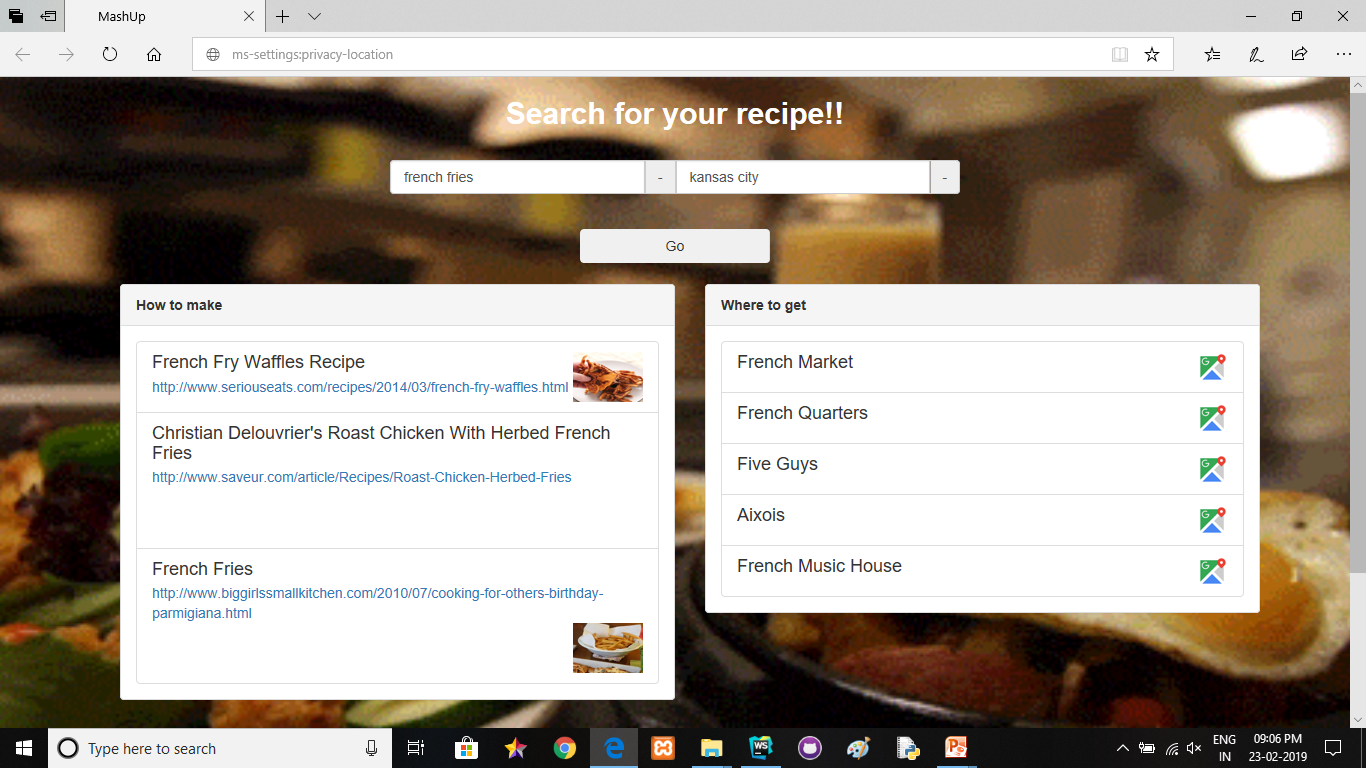 MashUp
ms-settings:privacy-location
Search for your recipe!!
french fries - kansas city -
Go
How to make
French Fry Waffles Recipe
http://www.seriouseats.com/recipes/2014/03/french-fry-waffles.html
Christian Delouvrier's Roast Chicken With Herbed French
Fries
http://www.saveur.com/article/Recipes/Roast-Chicken-Herbed-Fries
French Fries
http://www.biggirlssmallkitchen.com/2010/07/cooking-for-others-birthday-
parmigiana.html
Where to get
French Market
French Quarters
Five Guys
Aixois
French Music House
Type here to search
ENG
IN
09:06 PM
23-02-2019